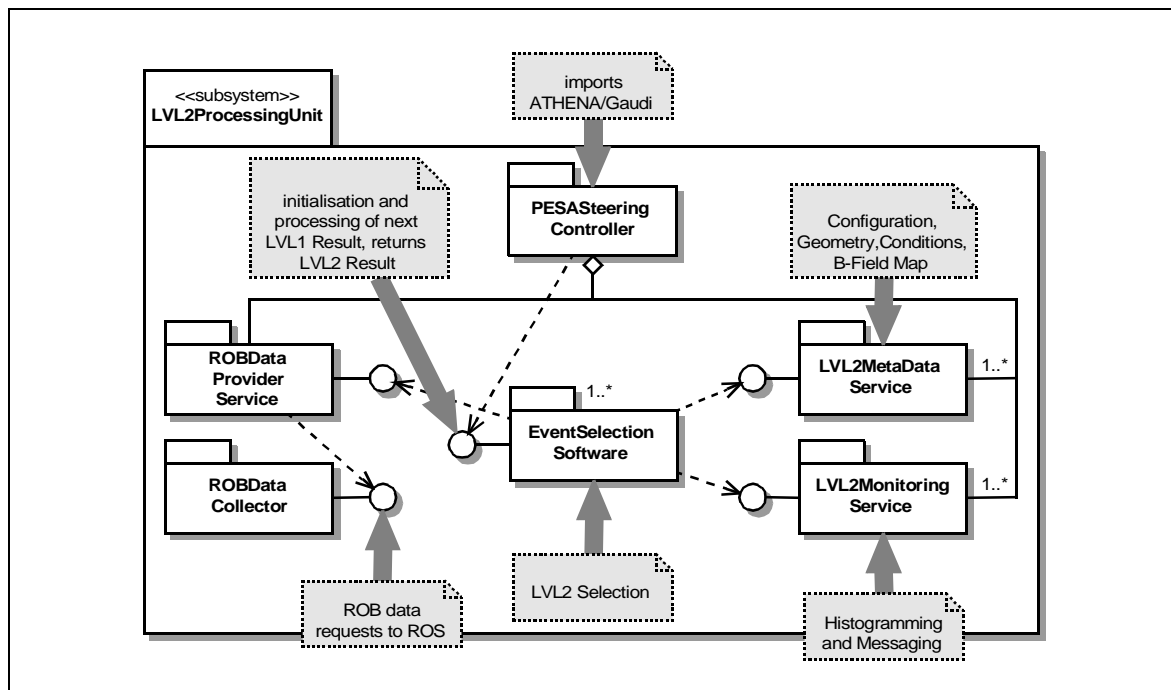 imports
ATHENA/Gaudi
<<subsystem>>
LVL2ProcessingUnit
initialisation and
processing of next
LVL1 Result, returns
LVL2 Result
PESASteering
Controller
Configuration,
Geometry,Conditions,
B-Field Map
ROBData
Provider
Service
1..*
LVL2MetaData
Service
1..*
EventSelection
Software
ROBData
Collector
LVL2Monitoring
Service
1..*
LVL2 Selection
ROB data
requests to ROS
Histogramming
and Messaging